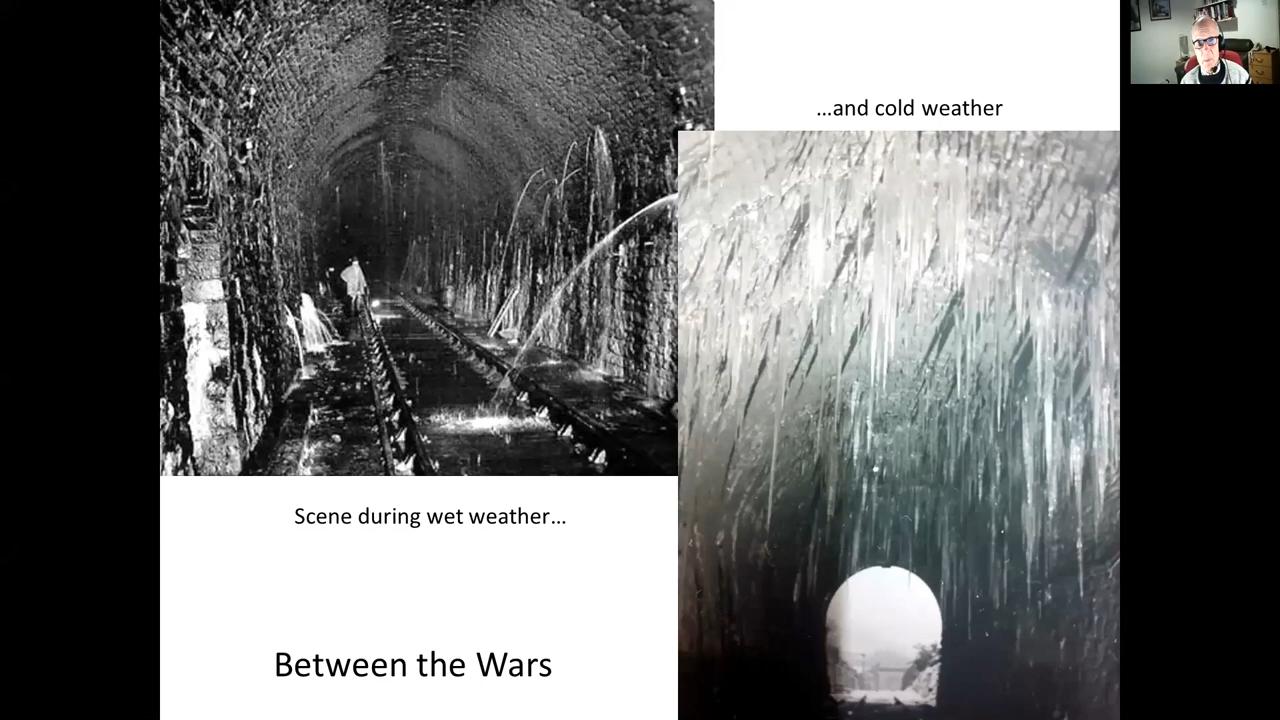 …and cold weather
Scene during wet weather…
Between the Wars